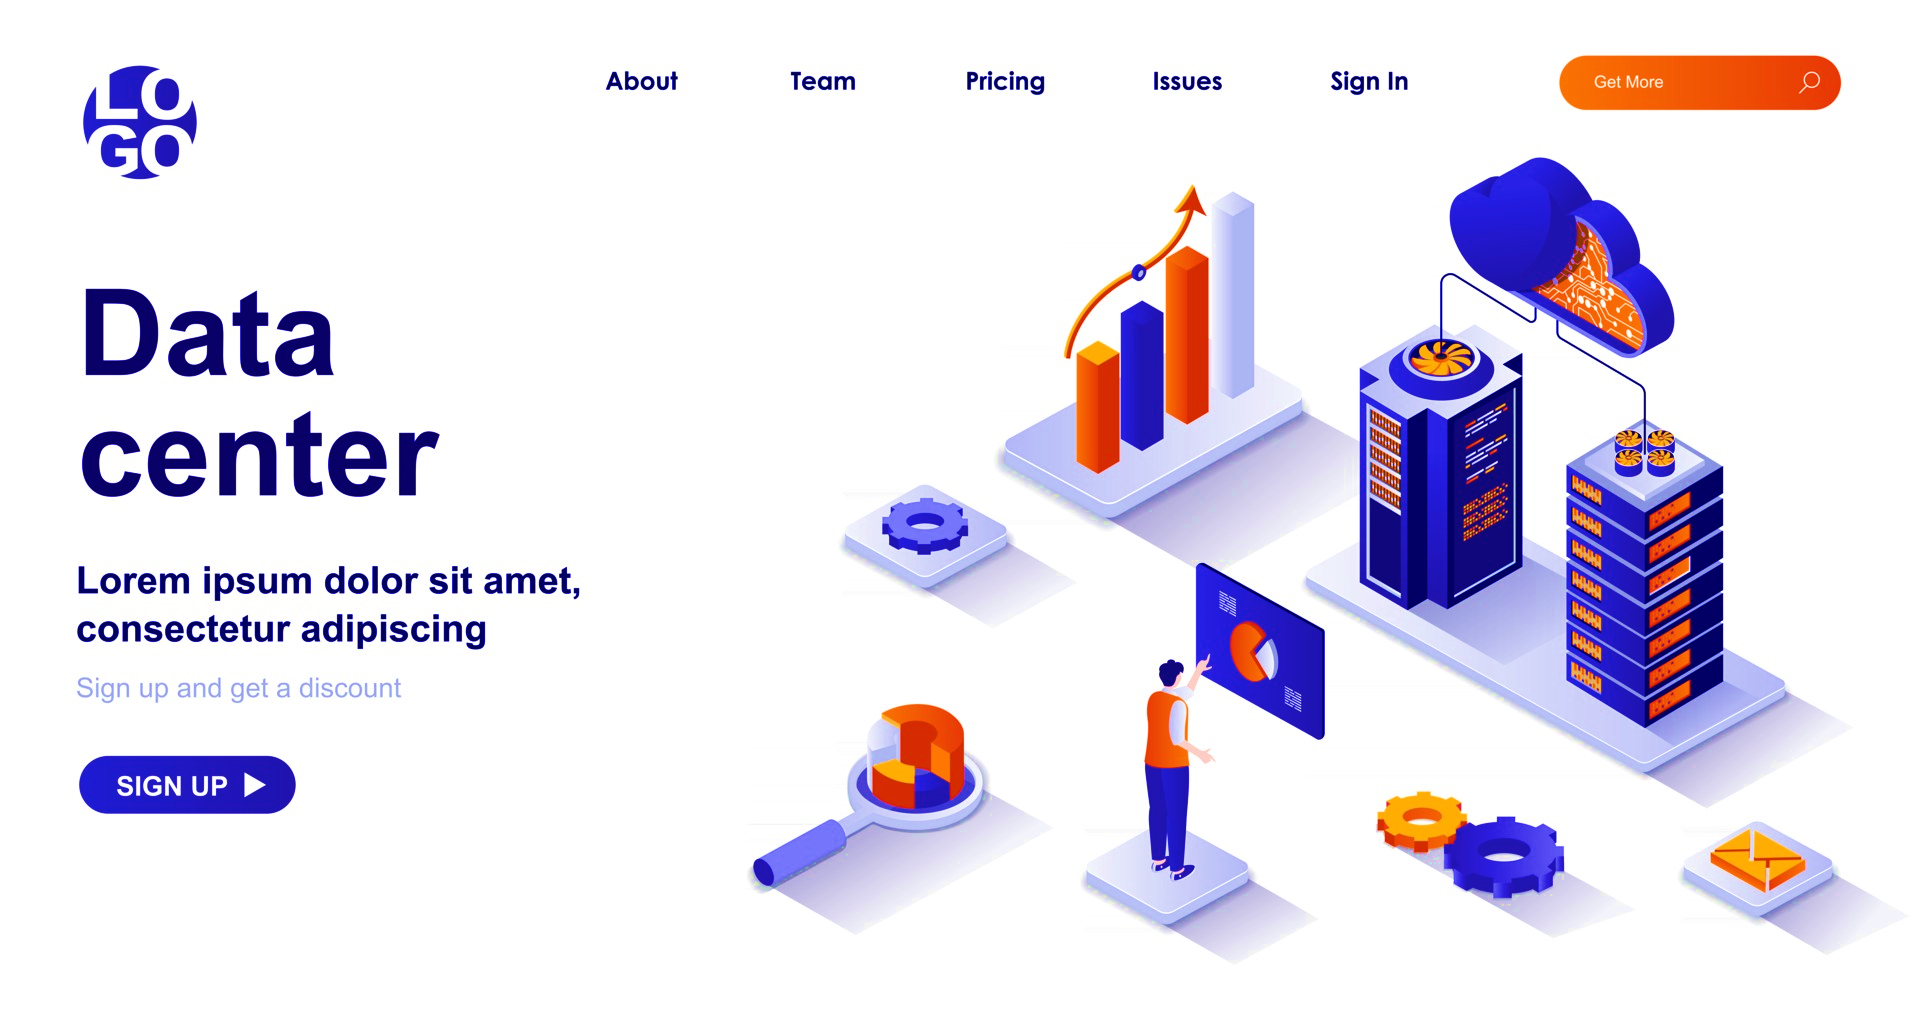 LO
GO
About
Team
Pricing
Issues
Sign In
Get More
Data
center
Lorem ipsum dolor sit amet,
consectetur adipiscing
Sign up and get a discount
SIGN UP